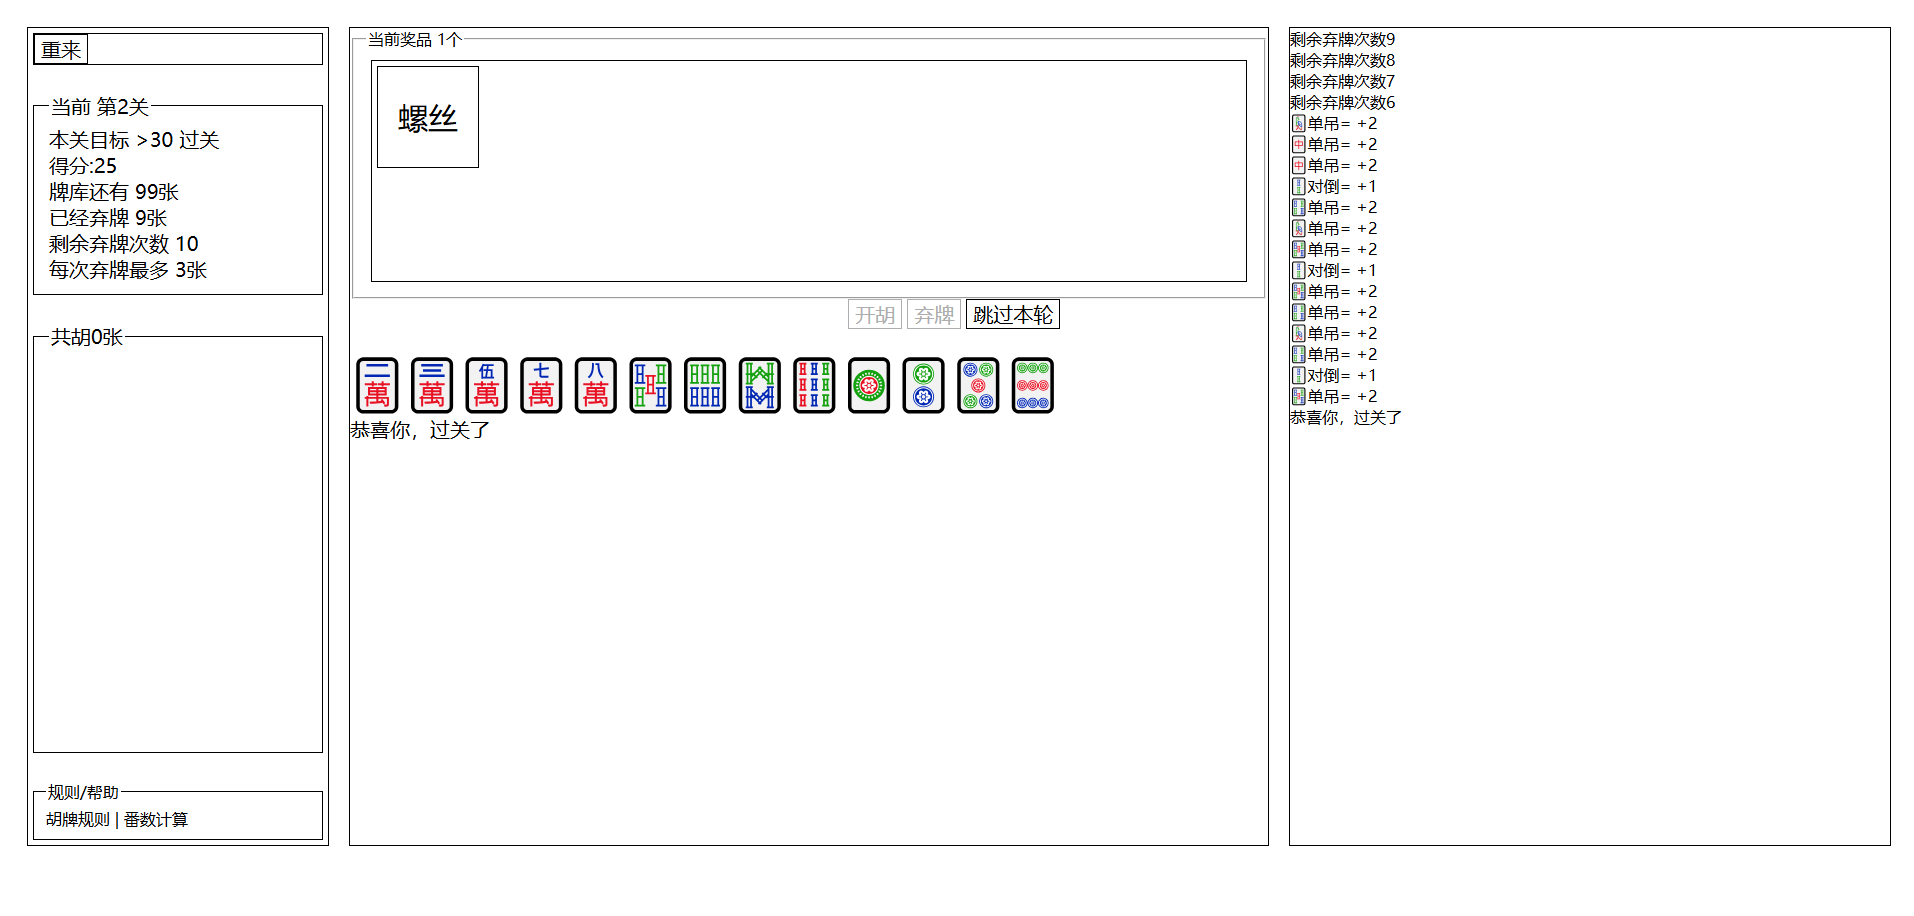 重来
当前 第2关
本关目标 >30 过关
得分:25
牌库还有 99张
已经弃牌 9张
剩余弃牌次数 10
每次弃牌最多 3张
共胡0张
规则/帮助
胡牌规则 | 番数计算
当前奖品 1个
螺丝
开胡 弃牌 跳过本轮
二萬 三萬 伍萬 七萬 八萬
恭喜你，过关了
剩余弃牌次数9
剩余弃牌次数8
剩余弃牌次数7
剩余弃牌次数6
单吊= +2
中单吊= +2
中单吊= +2
对倒= +1
单吊= +2
单吊= +2
单吊= +2
对倒= +1
单吊= +2
单吊= +2
单吊= +2
单吊= +2
对倒= +1
单吊= +2
恭喜你，过关了